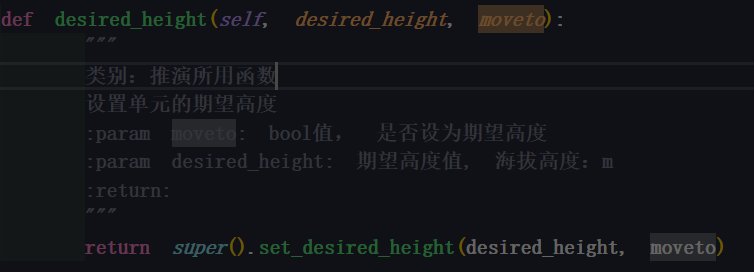 def desired_height(self, desired_height, moveto):
"""
类别：推演所用函数
设置单元的期望高度
:param moveto: bool值， 是否设为期望高度
:param desired_height: 期望高度值, 海拔高度：m
:return:
"""
return super().set_desired_height(desired_height, moveto)